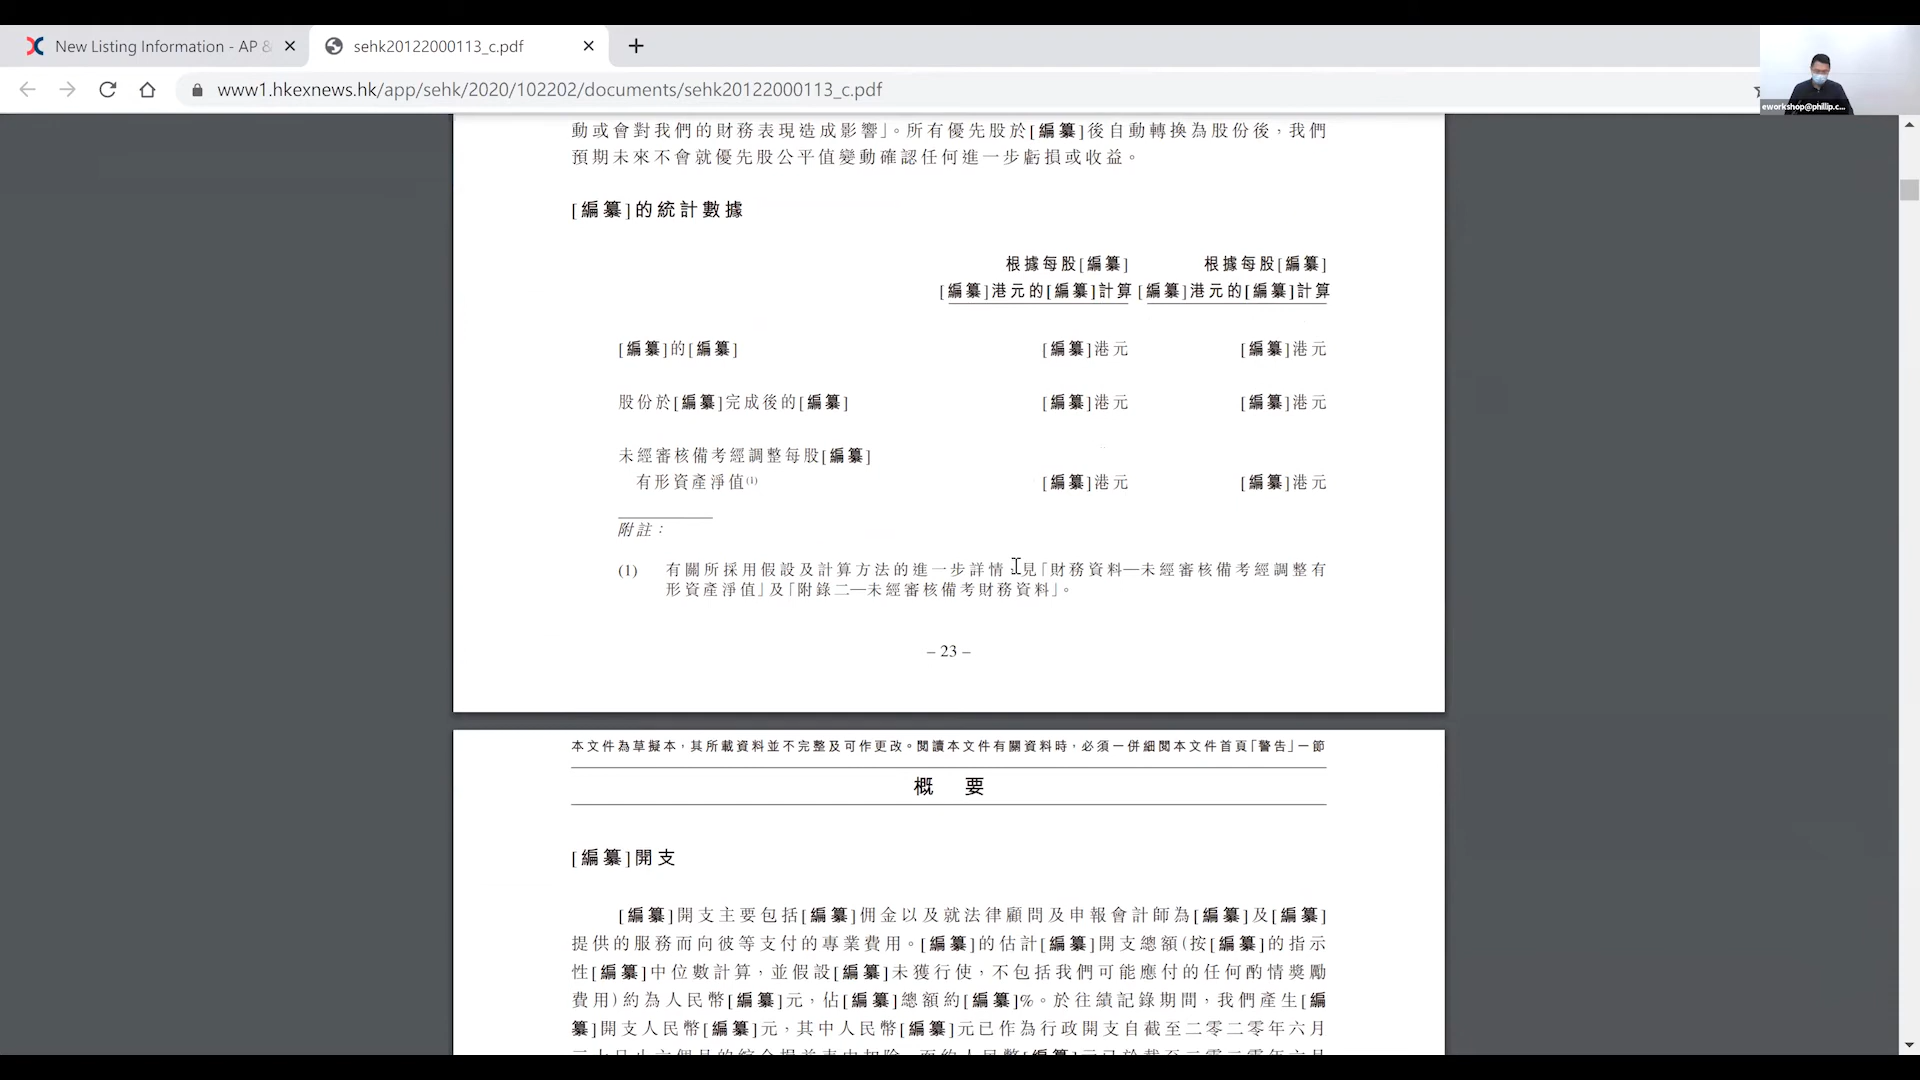 New Listing Information - AP &
sehk20122000113_c.pdf
www1.hkexnews.hk/app/sehk/2020/102202/documents/sehk20122000113_c.pdf
eworkshop@phillip.c...
動或會對我們的財務表現造成影響」。所有優先股於[編纂]後自動轉換為股份後，我們
預期未來不會就優先股公平值變動確認任何進一步虧損或收益。
[編纂]的統計數據
根據每股[編纂] 根據每股[編纂]
[編纂]港元的[編纂]計算 [編纂]港元的[編纂]計算
[編纂]的[編纂] [編纂]港元 [編纂]港元
股份於[編纂]完成後的[編纂] [編纂]港元 [編纂]港元
未經審核備考經調整每股[編纂]
有形資產淨值(1) [編纂]港元 [編纂]港元
附註：
(1) 有關所採用假設及計算方法的進一步詳情 見「財務資料—未經審核備考經調整有
形資產淨值」及「附錄二—未經審核備考財務資料」。
– 23 –
本文件為草擬本，其所載資料並不完整及可作更改。閱讀本文件有關資料時，必須一併細閱本文件首頁「警告」一節
概 要
[編纂]開支
[編纂]開支主要包括[編纂]佣金以及就法律顧問及申報會計師為[編纂]及[編纂]
提供的服務而向彼等支付的專業費用。[編纂]的估計[編纂]開支總額(按[編纂]的指示
性[編纂]中位數計算，並假設[編纂]未獲行使，不包括我們可能應付的任何酌情獎勵
費用)約為人民幣[編纂]元，佔[編纂]總額約[編纂]%。於往績記錄期間，我們產生[編
纂]開支人民幣[編纂]元，其中人民幣[編纂]元已作為行政開支自截至二零二零年六月